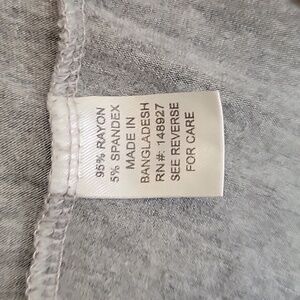 95% RAYON
5% SPANDEX
MADE IN
BANGLADESH
RN#: 148927
SEE REVERSE
FOR CARE